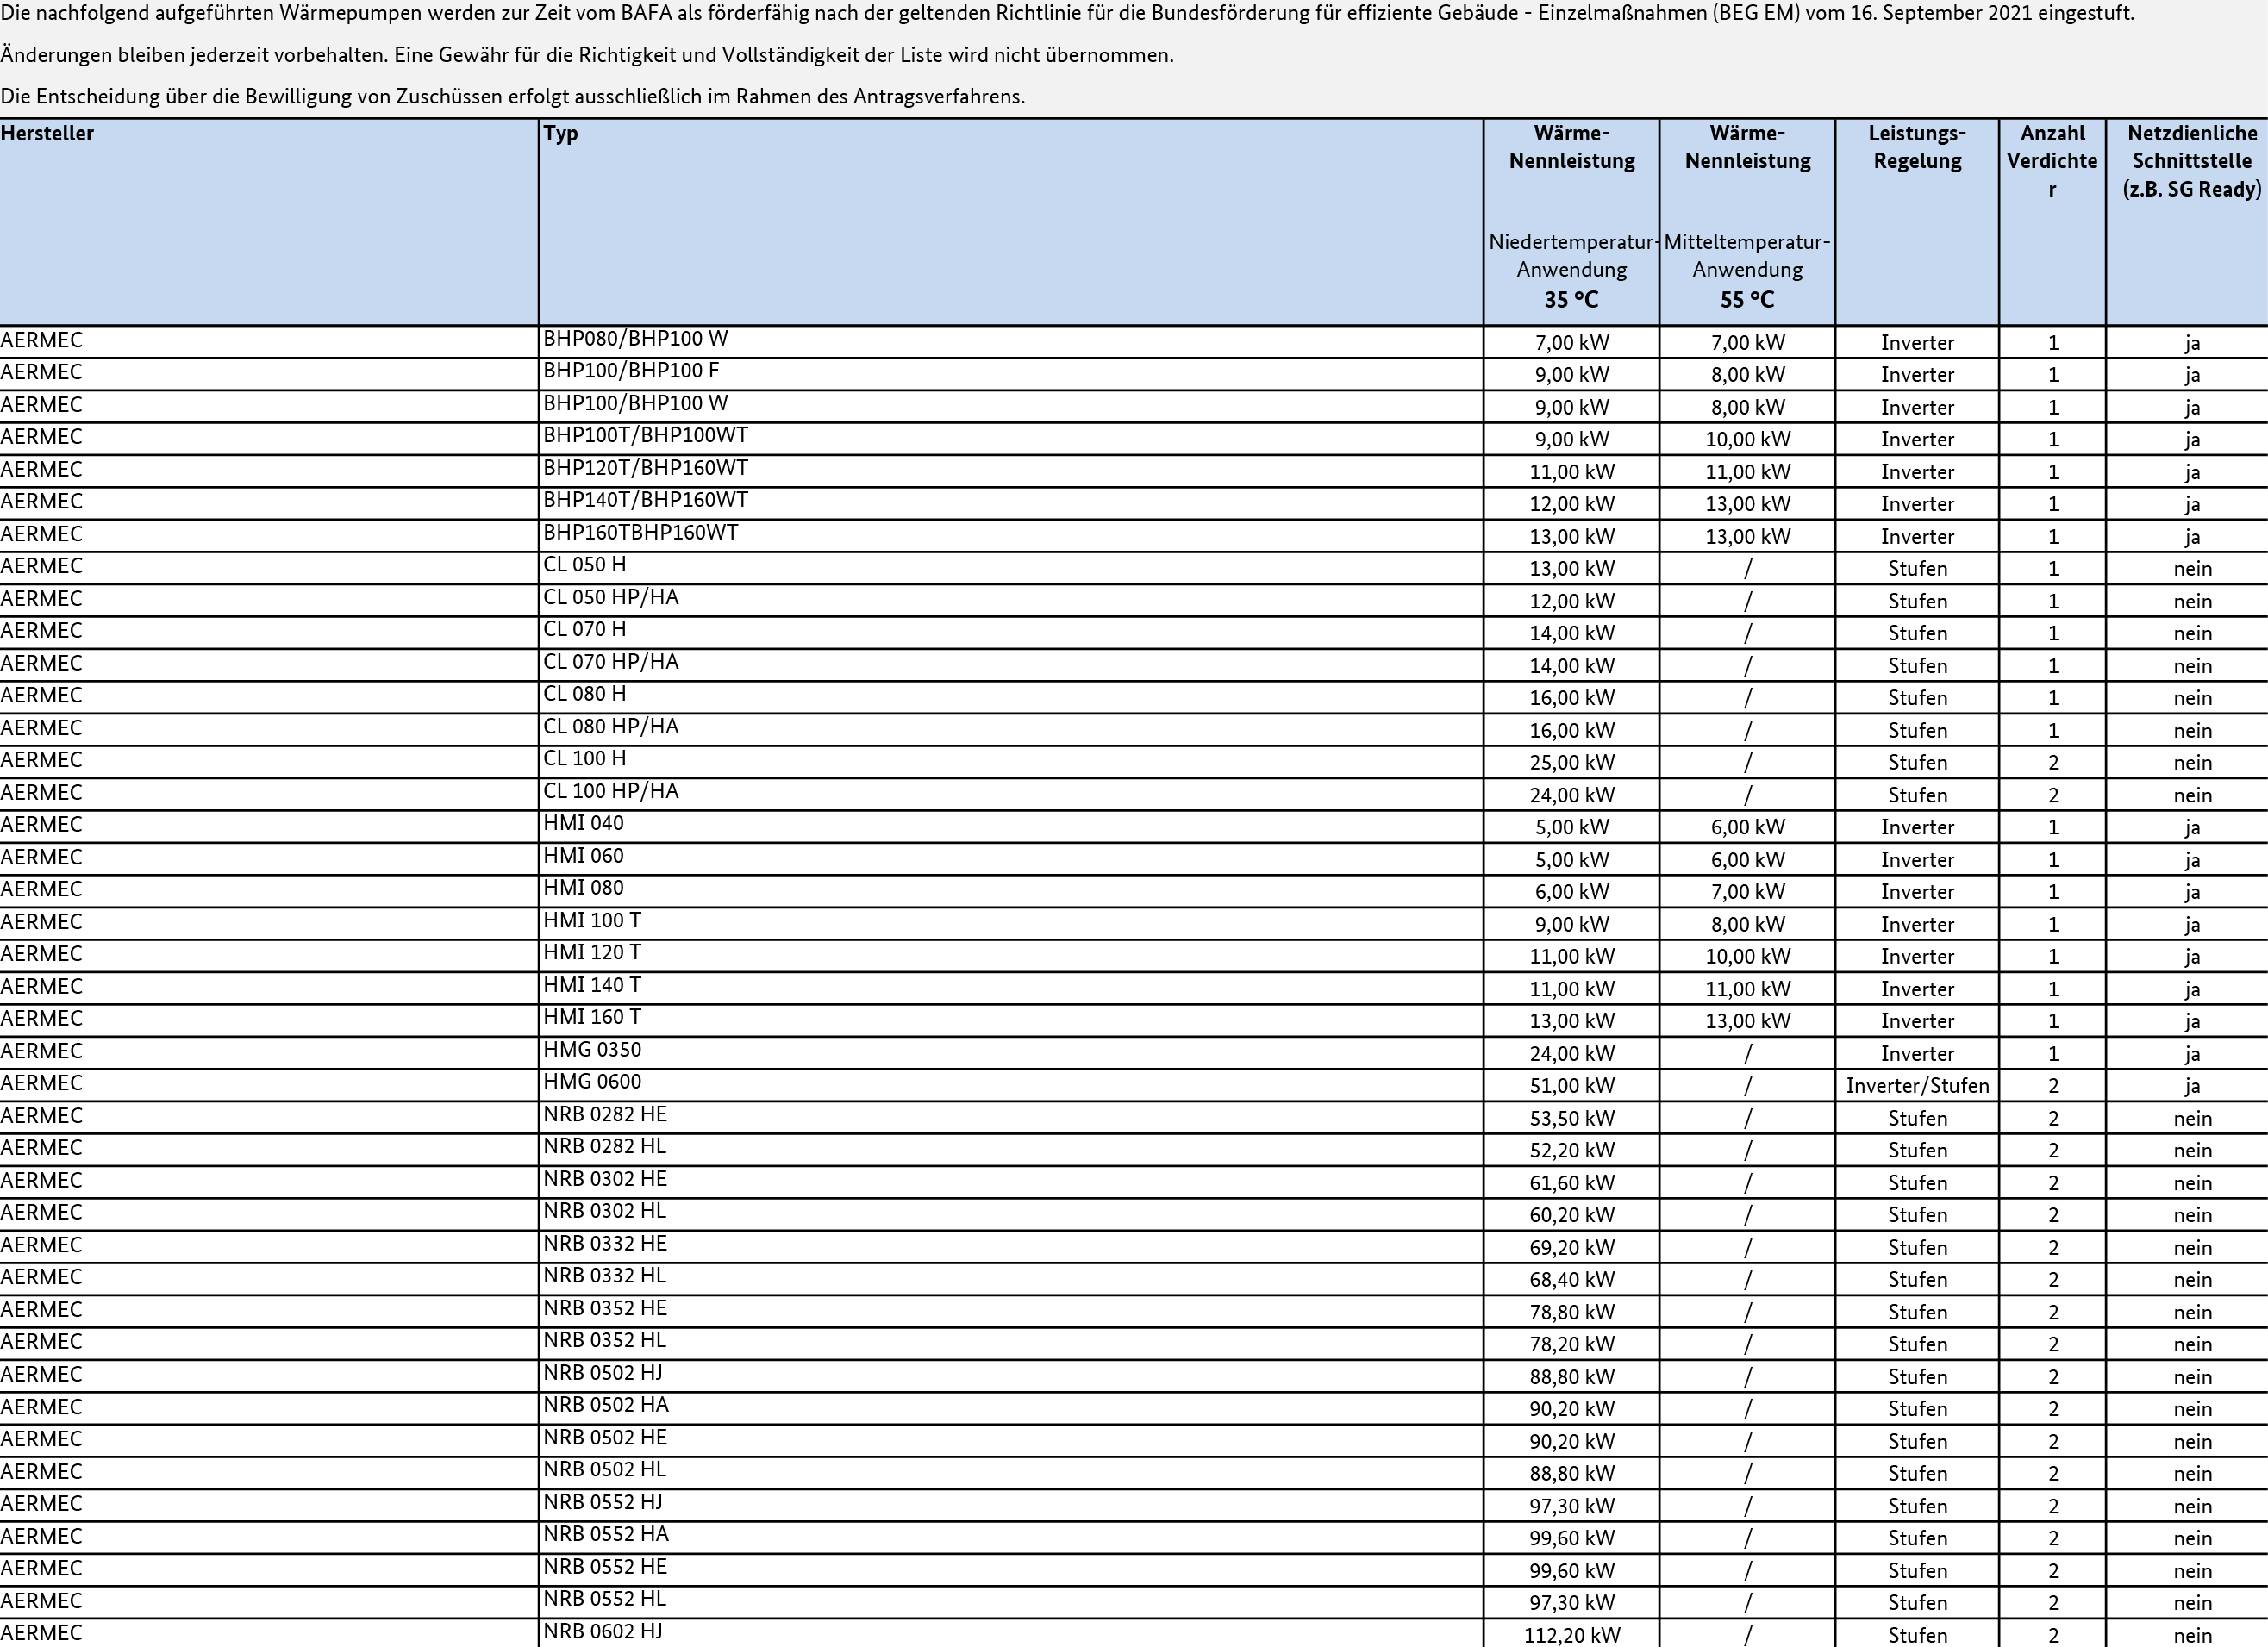 Die nachfolgend aufgeführten Wärmepumpen werden zur Zeit vom BAFA als förderfähig nach der geltenden Richtlinie für die Bundesförderung für effiziente Gebäude - Einzelmaßnahmen (BEG EM) vom 16. September 2021 eingestuft.
Änderungen bleiben jederzeit vorbehalten. Eine Gewähr für die Richtigkeit und Vollständigkeit der Liste wird nicht übernommen.
Die Entscheidung über die Bewilligung von Zuschüssen erfolgt ausschließlich im Rahmen des Antragsverfahrens.
Hersteller Typ Wärme- Wärme- Leistungs- Anzahl Netzdienliche
Nennleistung Nennleistung Regelung Verdichte Schnittstelle
r (z.B. SG Ready)
Niedertemperatur- Mitteltemperatur-
Anwendung Anwendung
35 °C 55 °C
AERMEC BHP080/BHP100 W 7,00 kW 7,00 kW Inverter 1 ja
AERMEC BHP100/BHP100 F 9,00 kW 8,00 kW Inverter 1 ja
AERMEC BHP100/BHP100 W 9,00 kW 8,00 kW Inverter 1 ja
AERMEC BHP100T/BHP100WT 9,00 kW 10,00 kW Inverter 1 ja
AERMEC BHP120T/BHP160WT 11,00 kW 11,00 kW Inverter 1 ja
AERMEC BHP140T/BHP160WT 12,00 kW 13,00 kW Inverter 1 ja
AERMEC BHP160TBHP160WT 13,00 kW 13,00 kW Inverter 1 ja
AERMEC CL 050 H 13,00 kW / Stufen 1 nein
AERMEC CL 050 HP/HA 12,00 kW / Stufen 1 nein
AERMEC CL 070 H 14,00 kW / Stufen 1 nein
AERMEC CL 070 HP/HA 14,00 kW / Stufen 1 nein
AERMEC CL 080 H 16,00 kW / Stufen 1 nein
AERMEC CL 080 HP/HA 16,00 kW / Stufen 1 nein
AERMEC CL 100 H 25,00 kW / Stufen 2 nein
AERMEC CL 100 HP/HA 24,00 kW / Stufen 2 nein
AERMEC HMI 040 5,00 kW 6,00 kW Inverter 1 ja
AERMEC HMI 060 5,00 kW 6,00 kW Inverter 1 ja
AERMEC HMI 080 6,00 kW 7,00 kW Inverter 1 ja
AERMEC HMI 100 T 9,00 kW 8,00 kW Inverter 1 ja
AERMEC HMI 120 T 11,00 kW 10,00 kW Inverter 1 ja
AERMEC HMI 140 T 11,00 kW 11,00 kW Inverter 1 ja
AERMEC HMI 160 T 13,00 kW 13,00 kW Inverter 1 ja
AERMEC HMG 0350 24,00 kW / Inverter 1 ja
AERMEC HMG 0600 51,00 kW / Inverter/Stufen 2 ja
AERMEC NRB 0282 HE 53,50 kW / Stufen 2 nein
AERMEC NRB 0282 HL 52,20 kW / Stufen 2 nein
AERMEC NRB 0302 HE 61,60 kW / Stufen 2 nein
AERMEC NRB 0302 HL 60,20 kW / Stufen 2 nein
AERMEC NRB 0332 HE 69,20 kW / Stufen 2 nein
AERMEC NRB 0332 HL 68,40 kW / Stufen 2 nein
AERMEC NRB 0352 HE 78,80 kW / Stufen 2 nein
AERMEC NRB 0352 HL 78,20 kW / Stufen 2 nein
AERMEC NRB 0502 HJ 88,80 kW / Stufen 2 nein
AERMEC NRB 0502 HA 90,20 kW / Stufen 2 nein
AERMEC NRB 0502 HE 90,20 kW / Stufen 2 nein
AERMEC NRB 0502 HL 88,80 kW / Stufen 2 nein
AERMEC NRB 0552 HJ 97,30 kW / Stufen 2 nein
AERMEC NRB 0552 HA 99,60 kW / Stufen 2 nein
AERMEC NRB 0552 HE 99,60 kW / Stufen 2 nein
AERMEC NRB 0552 HL 97,30 kW / Stufen 2 nein
AERMEC NRB 0602 HJ 112,20 kW / Stufen 2 nein